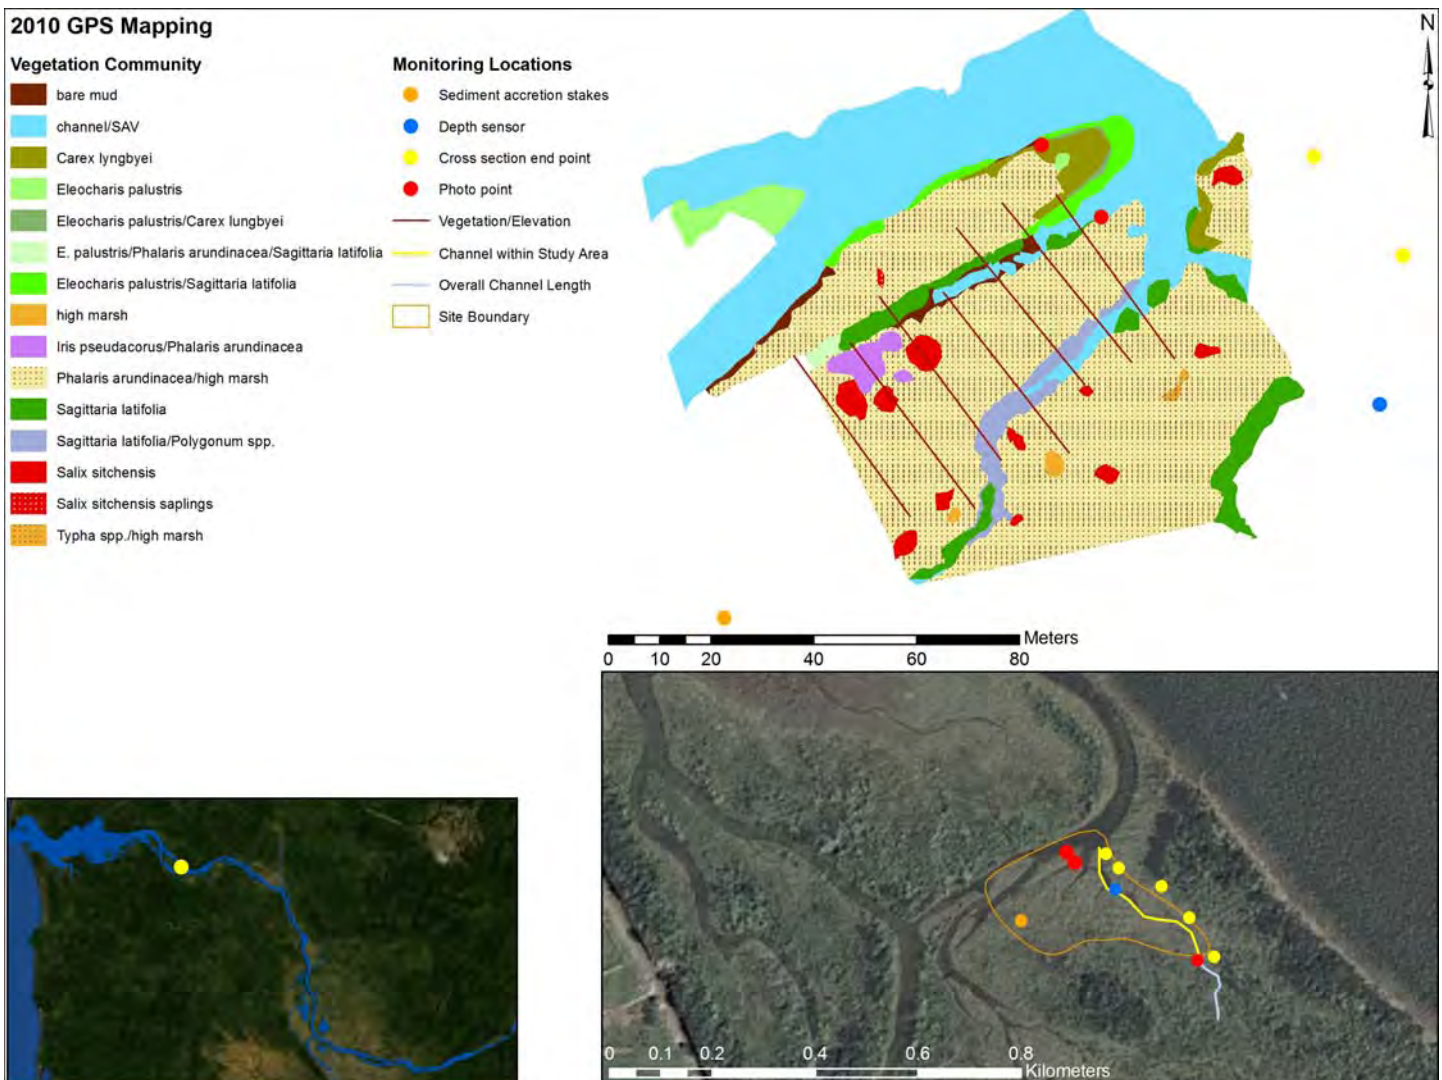 2010 GPS Mapping
Vegetation Community
bare mud
channel/SAV
Carex lyngbyei
Eleocharis palustris
Eleocharis palustris/Carex lungbyei
E. palustris/Phalaris arundinacea/Sagittaria latifolia
Eleocharis palustris/Sagittaria latifolia
high marsh
Iris pseudacorus/Phalaris arundinacea
Phalaris arundinacea/high marsh
Sagittaria latifolia
Sagittaria latifolia/Polygonum spp.
Salix sitchensis
Salix sitchensis saplings
Typha spp./high marsh
Monitoring Locations
Sediment accretion stakes
Depth sensor
Cross section end point
Photo point
Vegetation/Elevation
Channel within Study Area
Overall Channel Length
Site Boundary
N
Meters
0 10 20 40 60 80
0 0.1 0.2 0.4 0.6 0.8
Kilometers